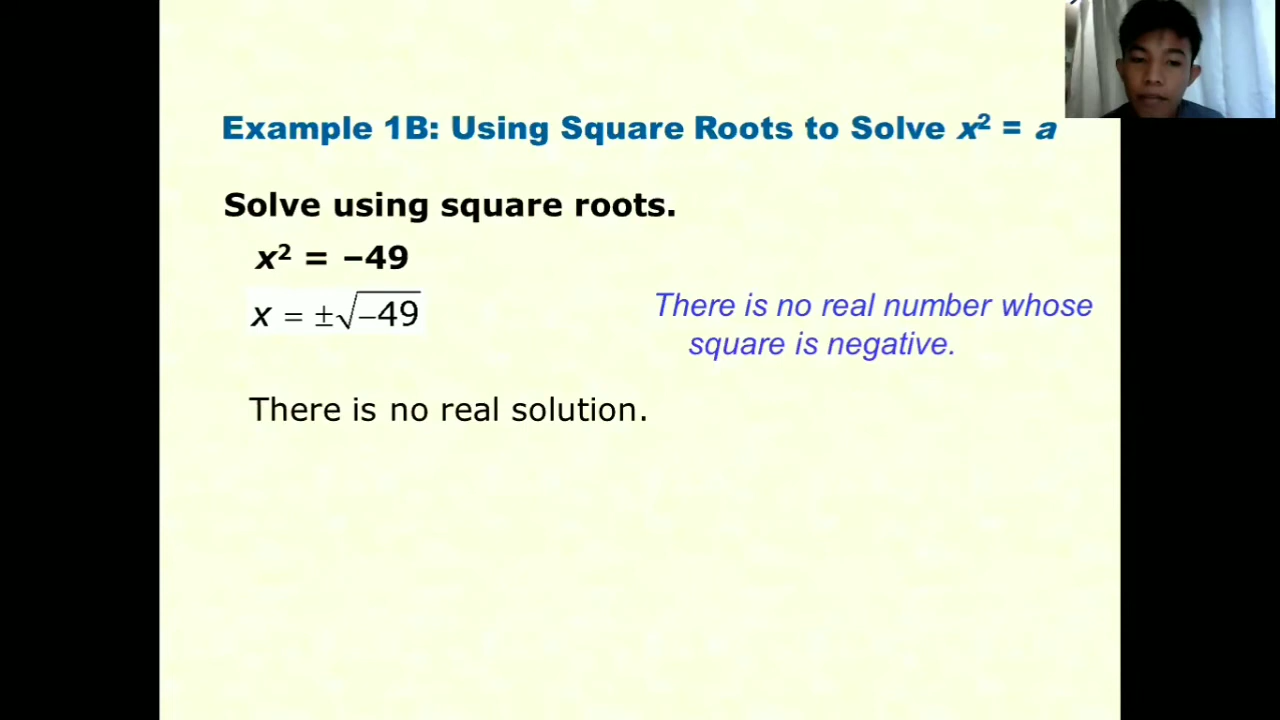 Example 1B: Using Square Roots to Solve x² = a
Solve using square roots.
x² = –49
x = ±√–49
There is no real number whose
square is negative.
There is no real solution.